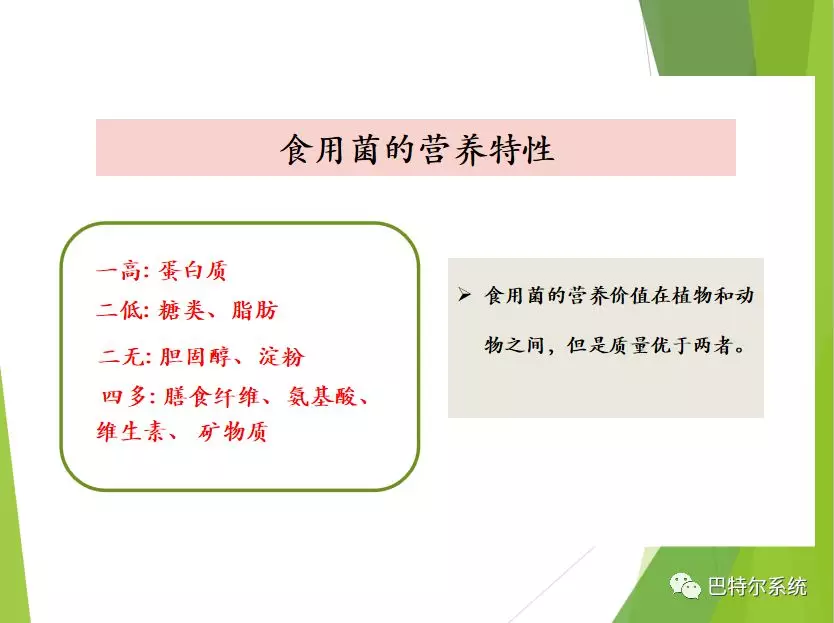 食用菌的营养特性
一高: 蛋白质
二低: 糖类、脂肪
二无: 胆固醇、淀粉
四多: 膳食纤维、氨基酸、
维生素、 矿物质
➢ 食用菌的营养价值在植物和动
物之间，但是质量优于两者。
巴特尔系统